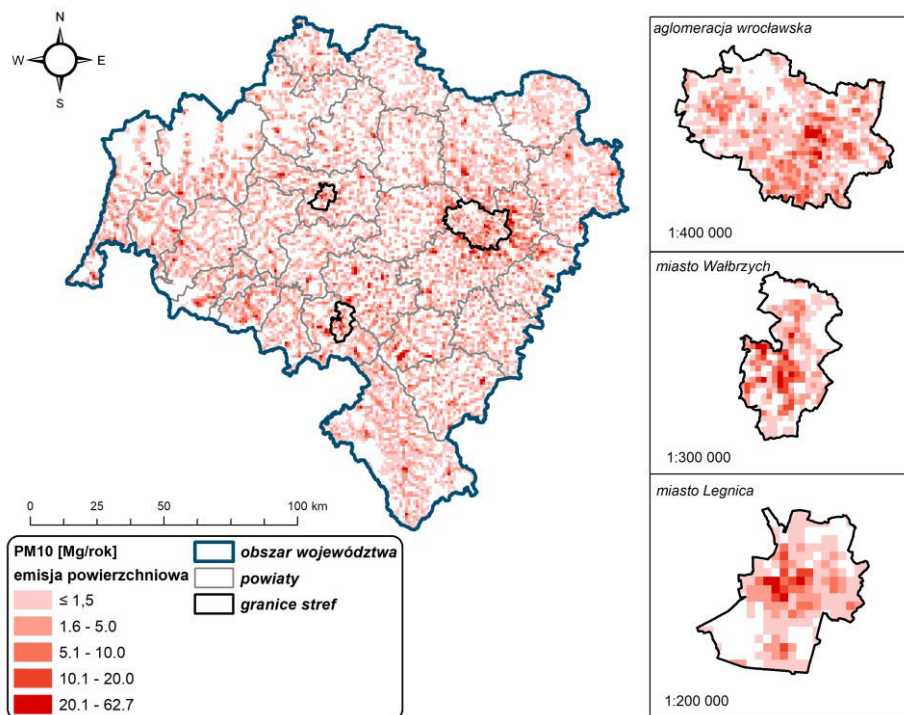 N
W E
S
0 25 50 100 km
PM10 [Mg/rok]
emisja powierzchniowa
≤ 1,5
1.6 - 5.0
5.1 - 10.0
10.1 - 20.0
20.1 - 62.7
obszar województwa
powiaty
granice stref
aglomeracja wrocławska
1:400 000
miasto Wałbrzych
1:300 000
miasto Legnica
1:200 000